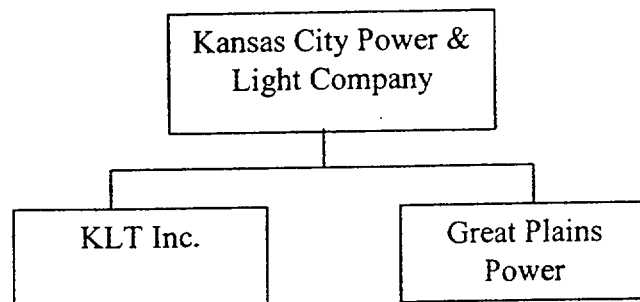 Kansas City Power &
Light Company
KLT Inc.
Great Plains
Power